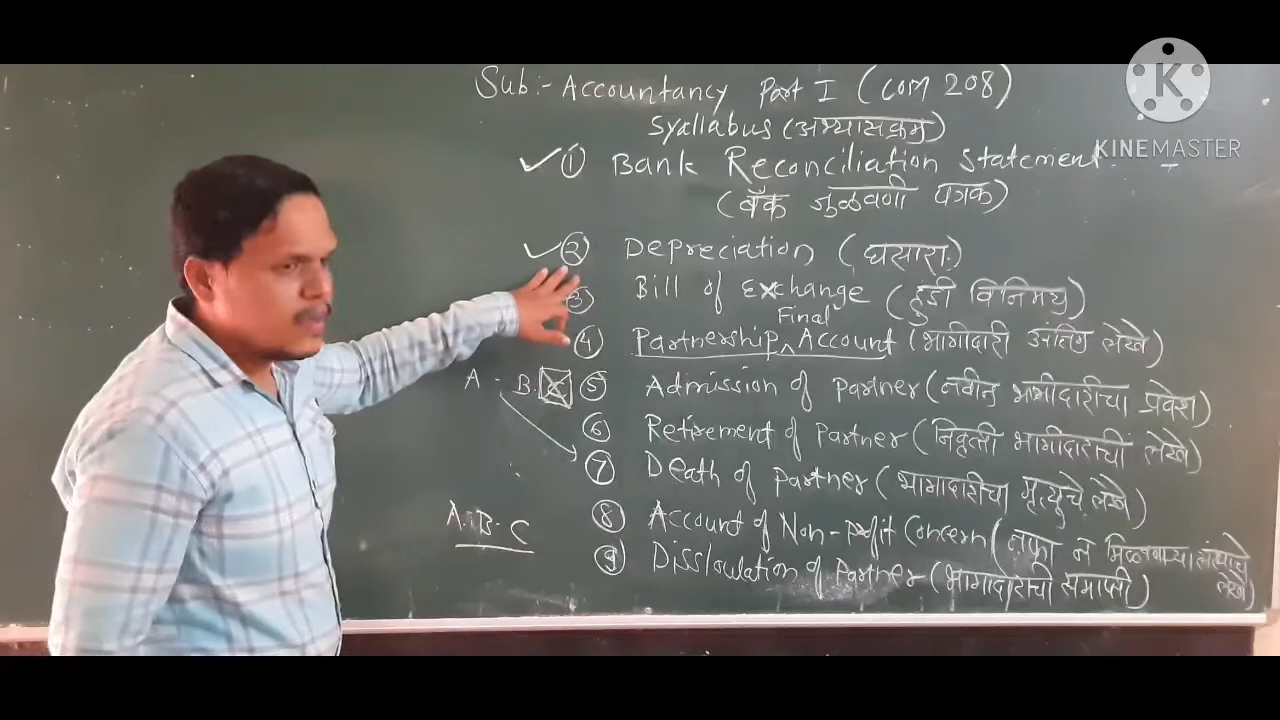 Sub:- Accountancy Part I (COM 208)
Syallabus (अभ्यासक्रम)
① Bank Reconciliation Statement
(बँक जुळवणी पत्रक)
② Depreciation (घसारा.)
③ Bill of Exchange (हुंडी विनिमय)
Final
④ Partnership ^ Account (भागीदारी अंतिम लेखे)
A - B. C ⑤ Admission of Partner (नवीन भागीदारीचा प्रवेश)
⑥ Retirement of Partner (निवृत्ती भागीदाराची लेखे)
⑦ Death of Partner (भागीदारीचा मृत्युचे लेखे)
A. B. C
⑧ Account of Non-Profit Concern (नफा न मिळवणाऱ्या संस्थाचे
लेखे)
⑨ Dissloulation of Partner (भागीदाराची समाप्ती)
K
KINEMASTER